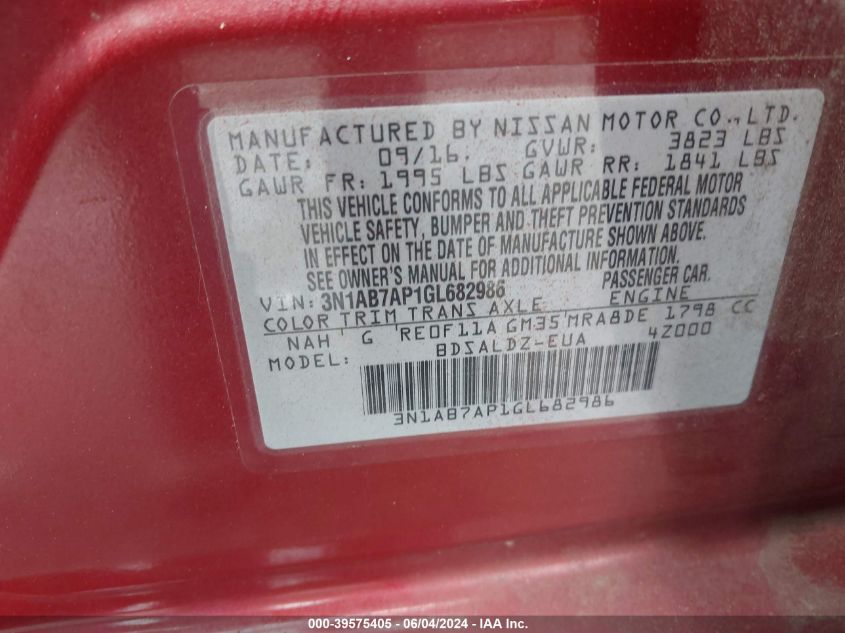 MANUFACTURED BY NISSAN MOTOR CO., LTD.
DATE: 09/16. GVWR: 3823 LBS
GAWR FR: 1995 LBS GAWR RR: 1841 LBS
THIS VEHICLE CONFORMS TO ALL APPLICABLE FEDERAL MOTOR
VEHICLE SAFETY, BUMPER AND THEFT PREVENTION STANDARDS
IN EFFECT ON THE DATE OF MANUFACTURE SHOWN ABOVE.
SEE OWNER'S MANUAL FOR ADDITIONAL INFORMATION.
VIN: 3N1AB7AP1GL682986 PASSENGER CAR.
COLOR TRIM TRANS AXLE ENGINE
NAH G RE0F11A GM35 MRA8DE 1798 CC
MODEL: BDSALDZ-EUA 4Z000
3N1AB7AP1GL682986
000-39575405 - 06/04/2024 - IAAI.com